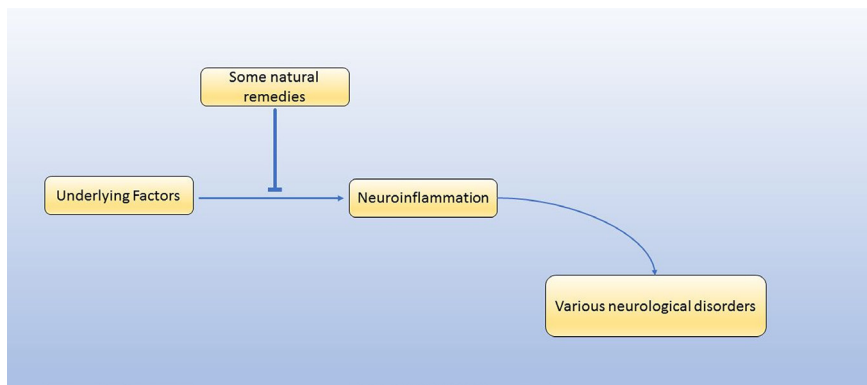 Some natural
remedies
Underlying Factors
Neuroinflammation
Various neurological disorders